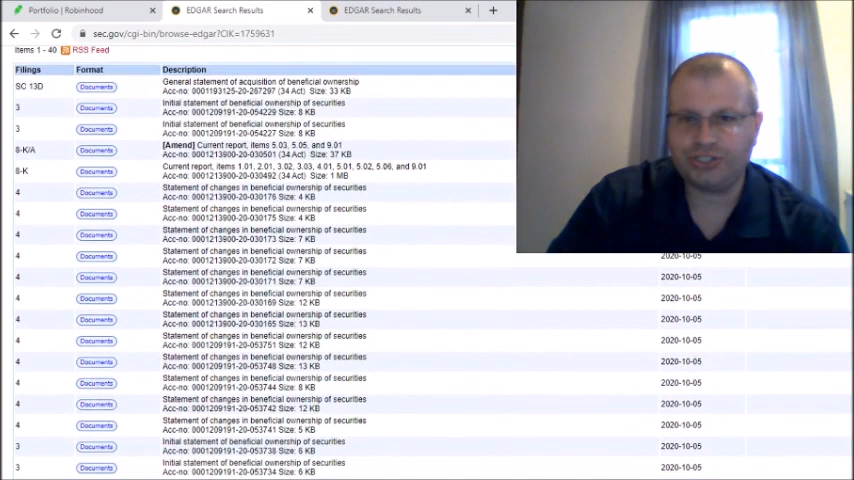 Portfolio | Robinhood
EDGAR Search Results
EDGAR Search Results
sec.gov/cgi-bin/browse-edgar?CIK=1759631
Items 1 - 40 RSS Feed
Filings Format Description
SC 13D Documents General statement of acquisition of beneficial ownership
Acc-no: 0001193125-20-267297 (34 Act) Size: 33 KB
3 Documents Initial statement of beneficial ownership of securities
Acc-no: 0001209191-20-054229 Size: 8 KB
3 Documents Initial statement of beneficial ownership of securities
Acc-no: 0001209191-20-054227 Size: 8 KB
8-K/A Documents [Amend] Current report, items 5.03, 5.05, and 9.01
Acc-no: 0001213900-20-030501 (34 Act) Size: 37 KB
8-K Documents Current report, items 1.01, 2.01, 3.02, 3.03, 4.01, 5.01, 5.02, 5.06, and 9.01
Acc-no: 0001213900-20-030492 (34 Act) Size: 1 MB
4 Documents Statement of changes in beneficial ownership of securities
Acc-no: 0001213900-20-030176 Size: 4 KB
4 Documents Statement of changes in beneficial ownership of securities
Acc-no: 0001213900-20-030175 Size: 4 KB
4 Documents Statement of changes in beneficial ownership of securities
Acc-no: 0001213900-20-030173 Size: 7 KB
4 Documents Statement of changes in beneficial ownership of securities 2020-10-05
Acc-no: 0001213900-20-030172 Size: 7 KB
4 Documents Statement of changes in beneficial ownership of securities 2020-10-05
Acc-no: 0001213900-20-030171 Size: 7 KB
4 Documents Statement of changes in beneficial ownership of securities 2020-10-05
Acc-no: 0001213900-20-030169 Size: 12 KB
4 Documents Statement of changes in beneficial ownership of securities 2020-10-05
Acc-no: 0001213900-20-030165 Size: 13 KB
4 Documents Statement of changes in beneficial ownership of securities 2020-10-05
Acc-no: 0001209191-20-053751 Size: 12 KB
4 Documents Statement of changes in beneficial ownership of securities 2020-10-05
Acc-no: 0001209191-20-053748 Size: 13 KB
4 Documents Statement of changes in beneficial ownership of securities 2020-10-05
Acc-no: 0001209191-20-053744 Size: 8 KB
4 Documents Statement of changes in beneficial ownership of securities 2020-10-05
Acc-no: 0001209191-20-053742 Size: 12 KB
4 Documents Statement of changes in beneficial ownership of securities 2020-10-05
Acc-no: 0001209191-20-053741 Size: 5 KB
3 Documents Initial statement of beneficial ownership of securities 2020-10-05
Acc-no: 0001209191-20-053738 Size: 6 KB
3 Documents Initial statement of beneficial ownership of securities 2020-10-05
Acc-no: 0001209191-20-053734 Size: 6 KB